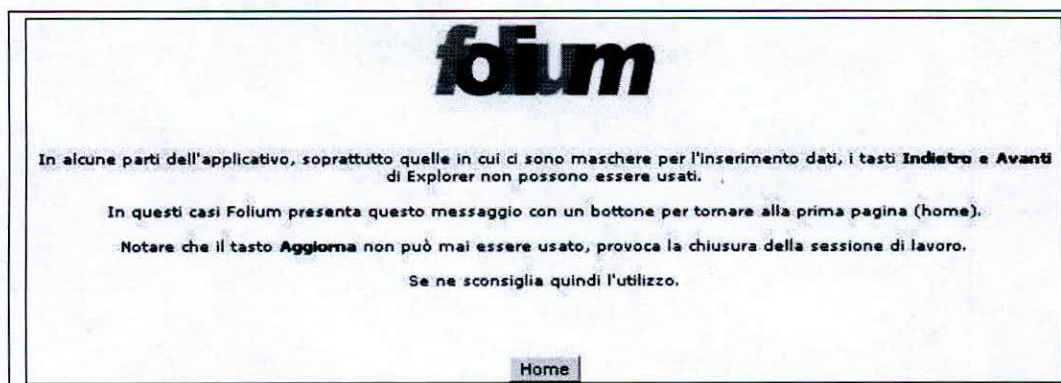 folium
In alcune parti dell'applicativo, soprattutto quelle in cui ci sono maschere per l'inserimento dati, i tasti Indietro e Avanti
di Explorer non possono essere usati.
In questi casi Folium presenta questo messaggio con un bottone per tornare alla prima pagina (home).
Notare che il tasto Aggiorna non può mai essere usato, provoca la chiusura della sessione di lavoro.
Se ne sconsiglia quindi l'utilizzo.
Home